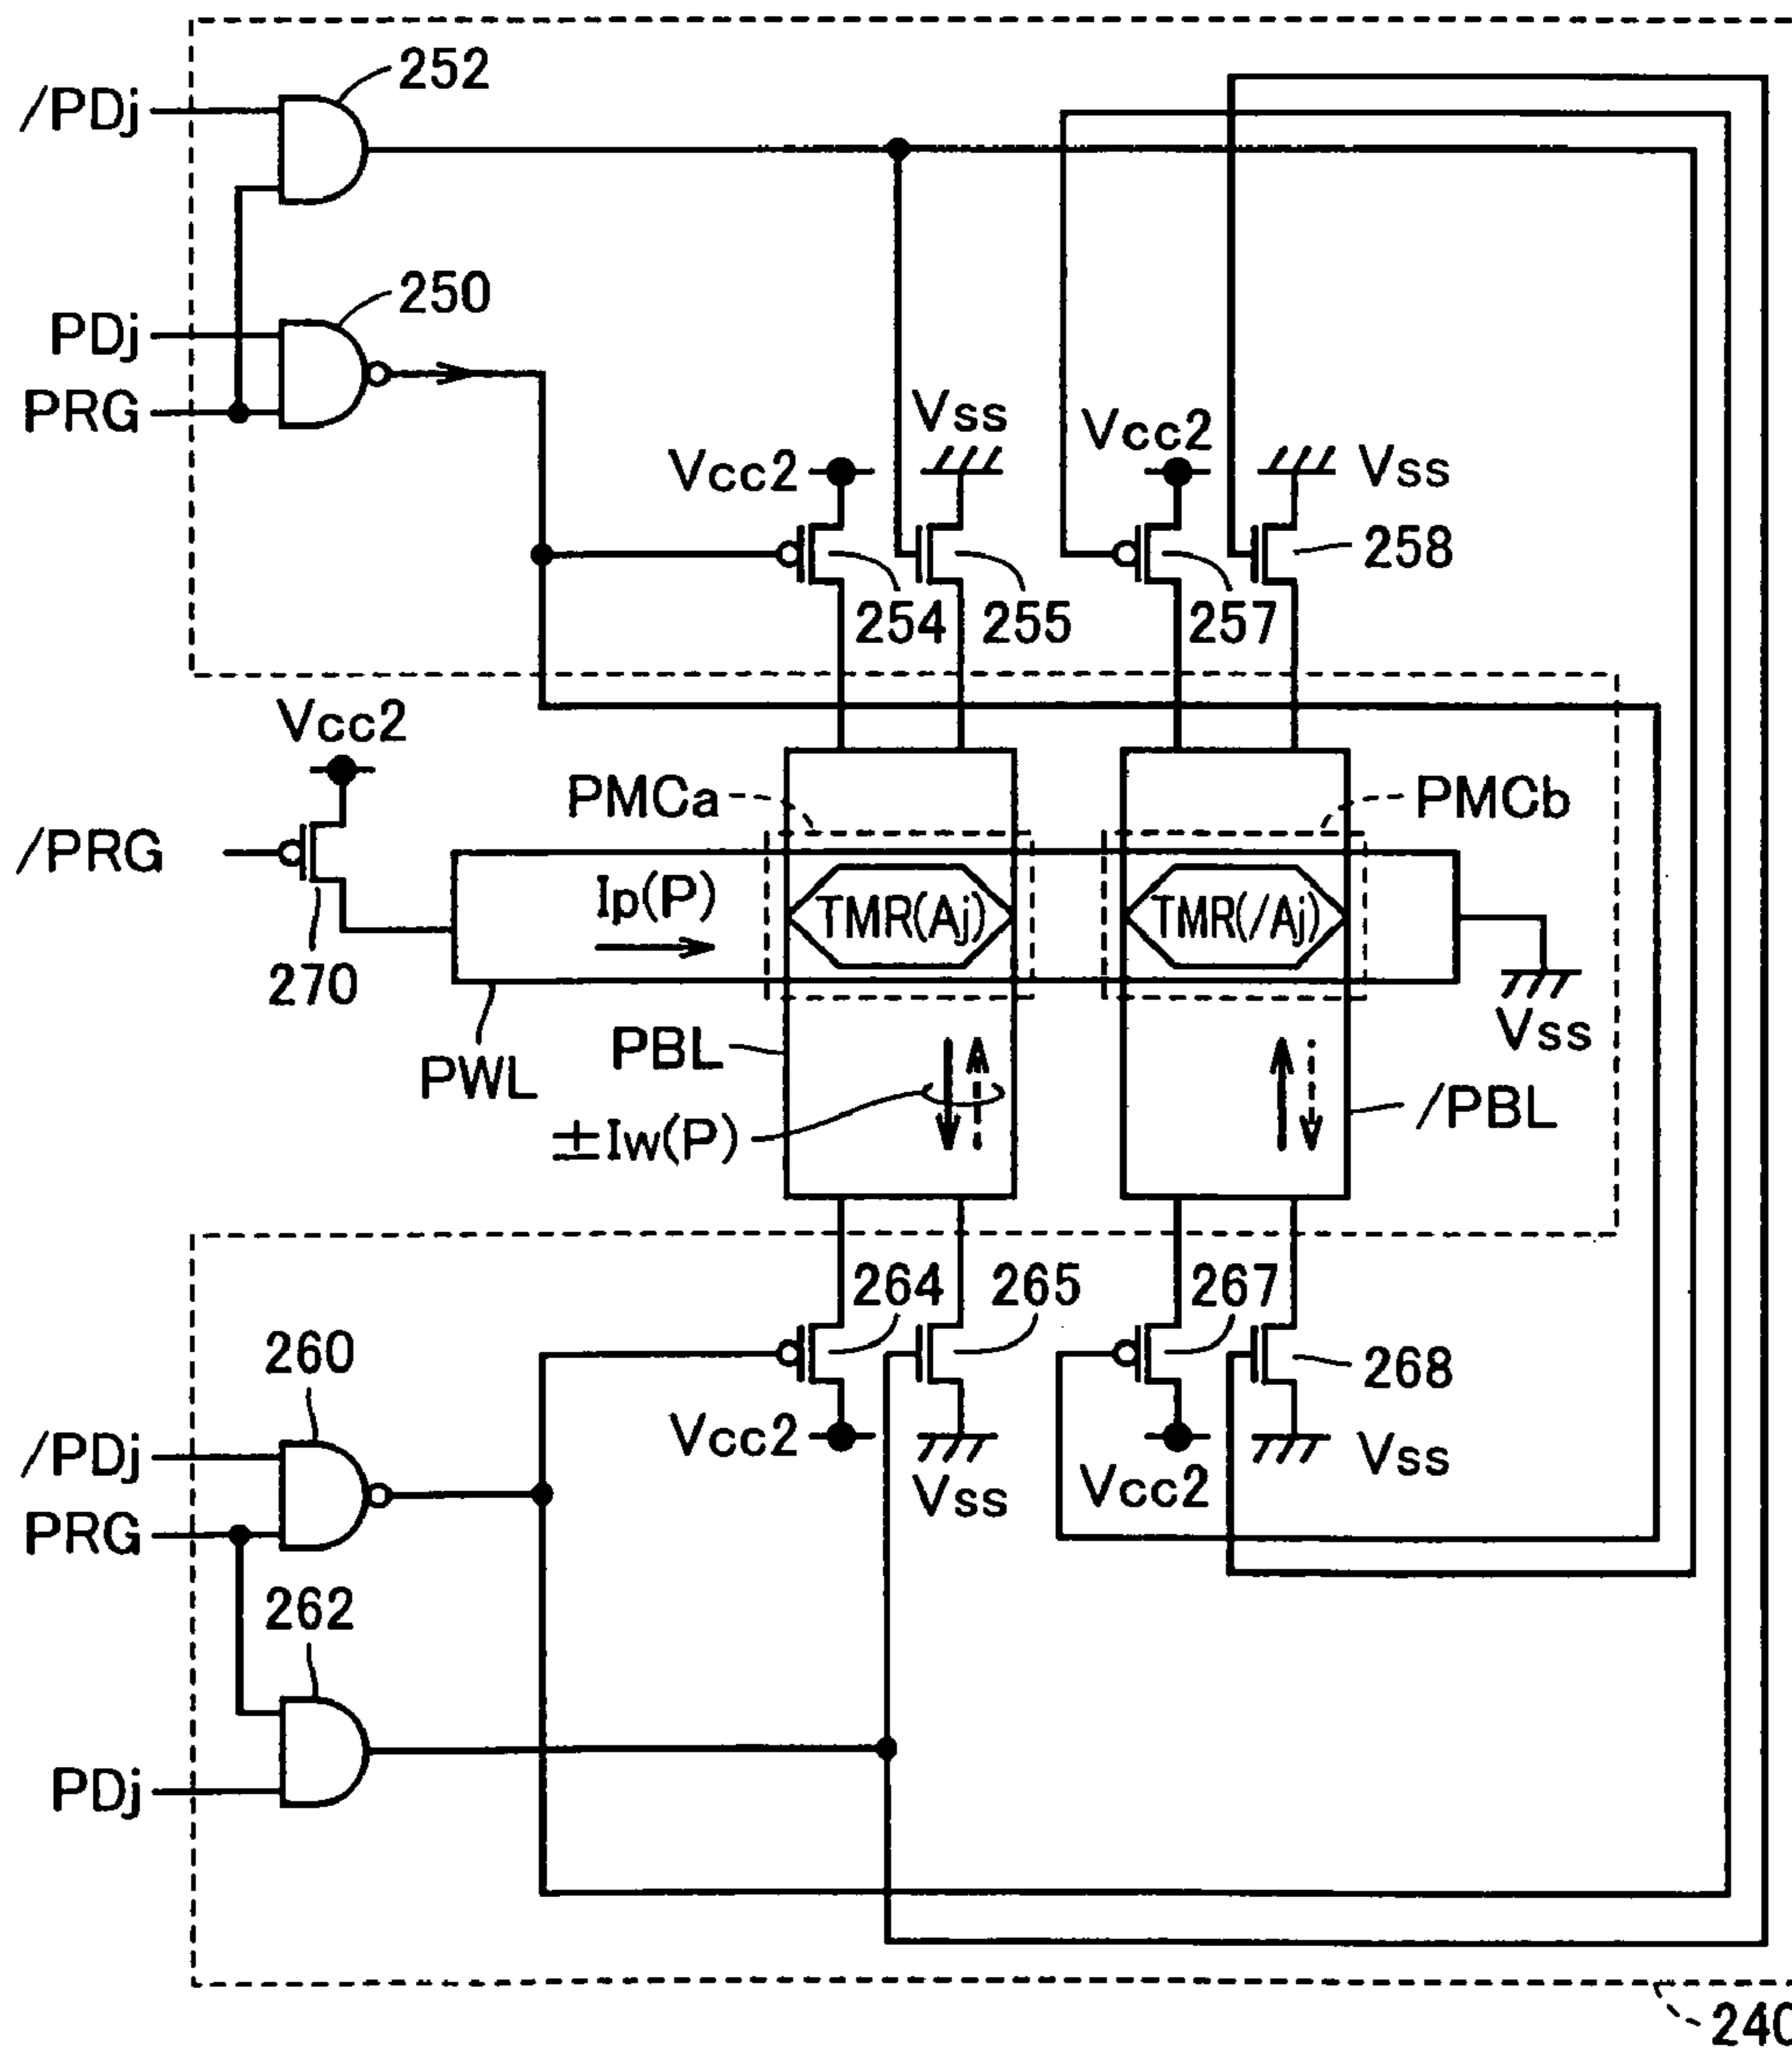 252
/PDj
250
PDj
PRG
Vss
Vcc2
Vcc2
Vss
258
254
255
257
Vcc2
PMCa
PMCb
/PRG
Ip(P)
TMR(Aj)
TMR(/Aj)
270
Vss
PBL
PWL
/PBL
±Iw(P)
264
265
267
260
268
Vcc2
/PDj
Vss
Vcc2
Vss
PRG
262
PDj
240